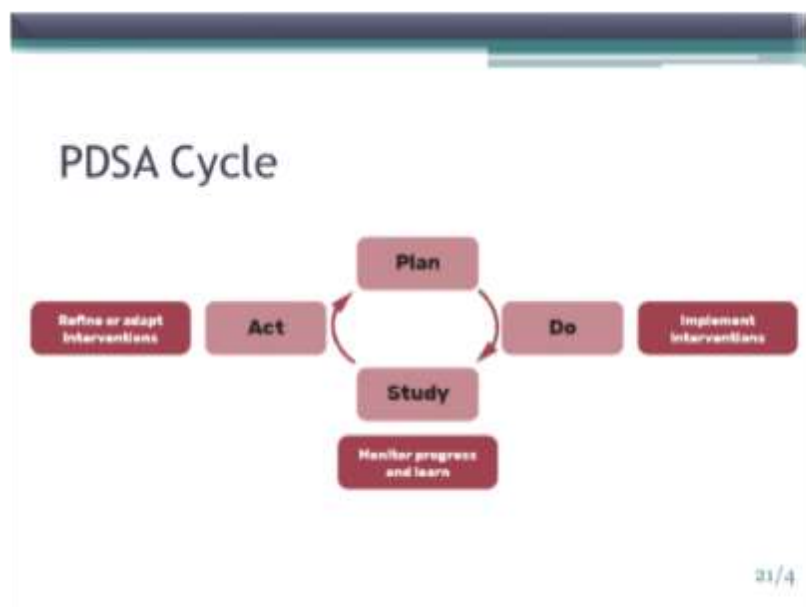 PDSA Cycle
Plan
Refine or adapt
interventions
Act
Do
Implement
interventions
Study
Monitor progress
and learn
21/4